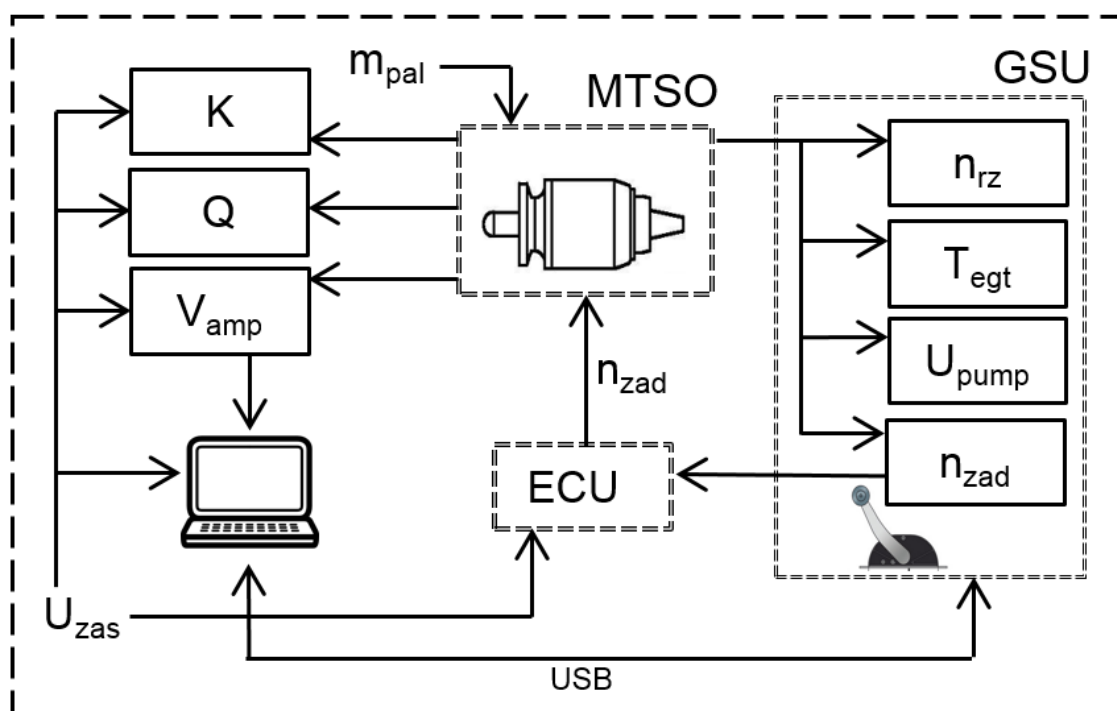 m_pal
MTSO
GSU
K
Q
V_amp
n_rz
T_egt
U_pump
n_zad
n_zad
ECU
U_zas
USB